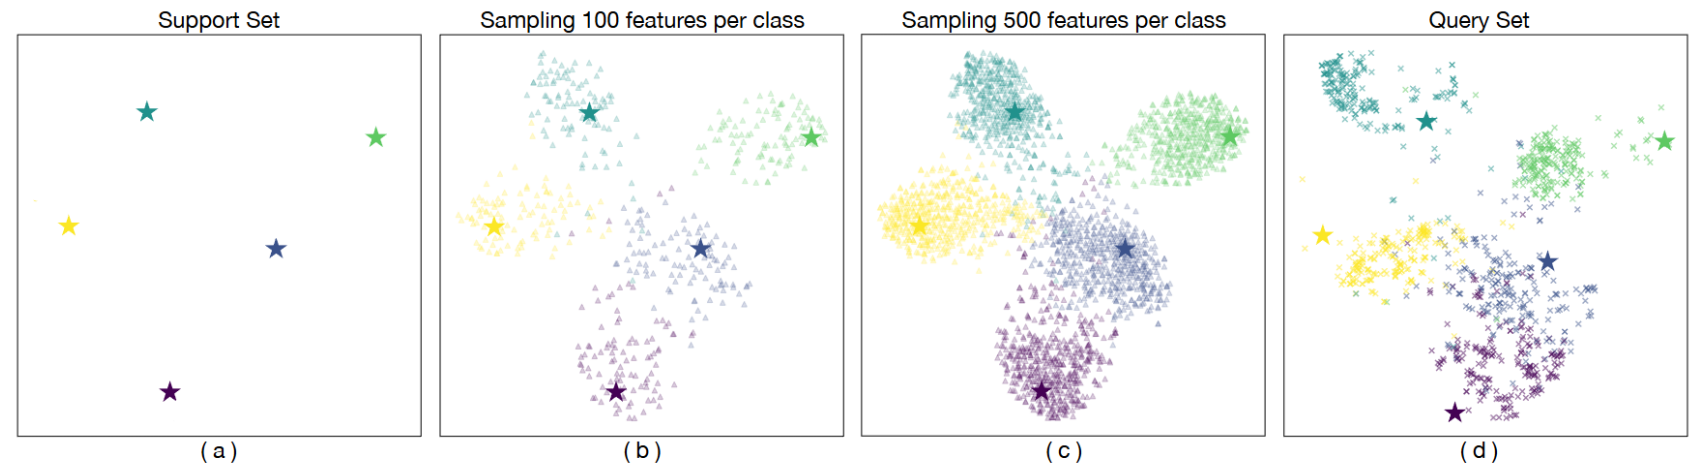 Support Set
Sampling 100 features per class
Sampling 500 features per class
Query Set
( a )
( b )
( c )
( d )